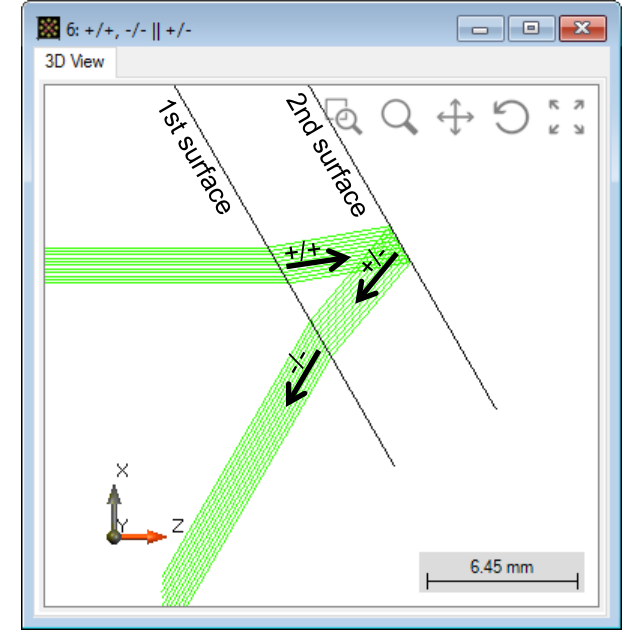 6: +/+, -/- || +/-
3D View
1st surface
2nd surface
+/+
+/-
-/-
X
Y
Z
6.45 mm